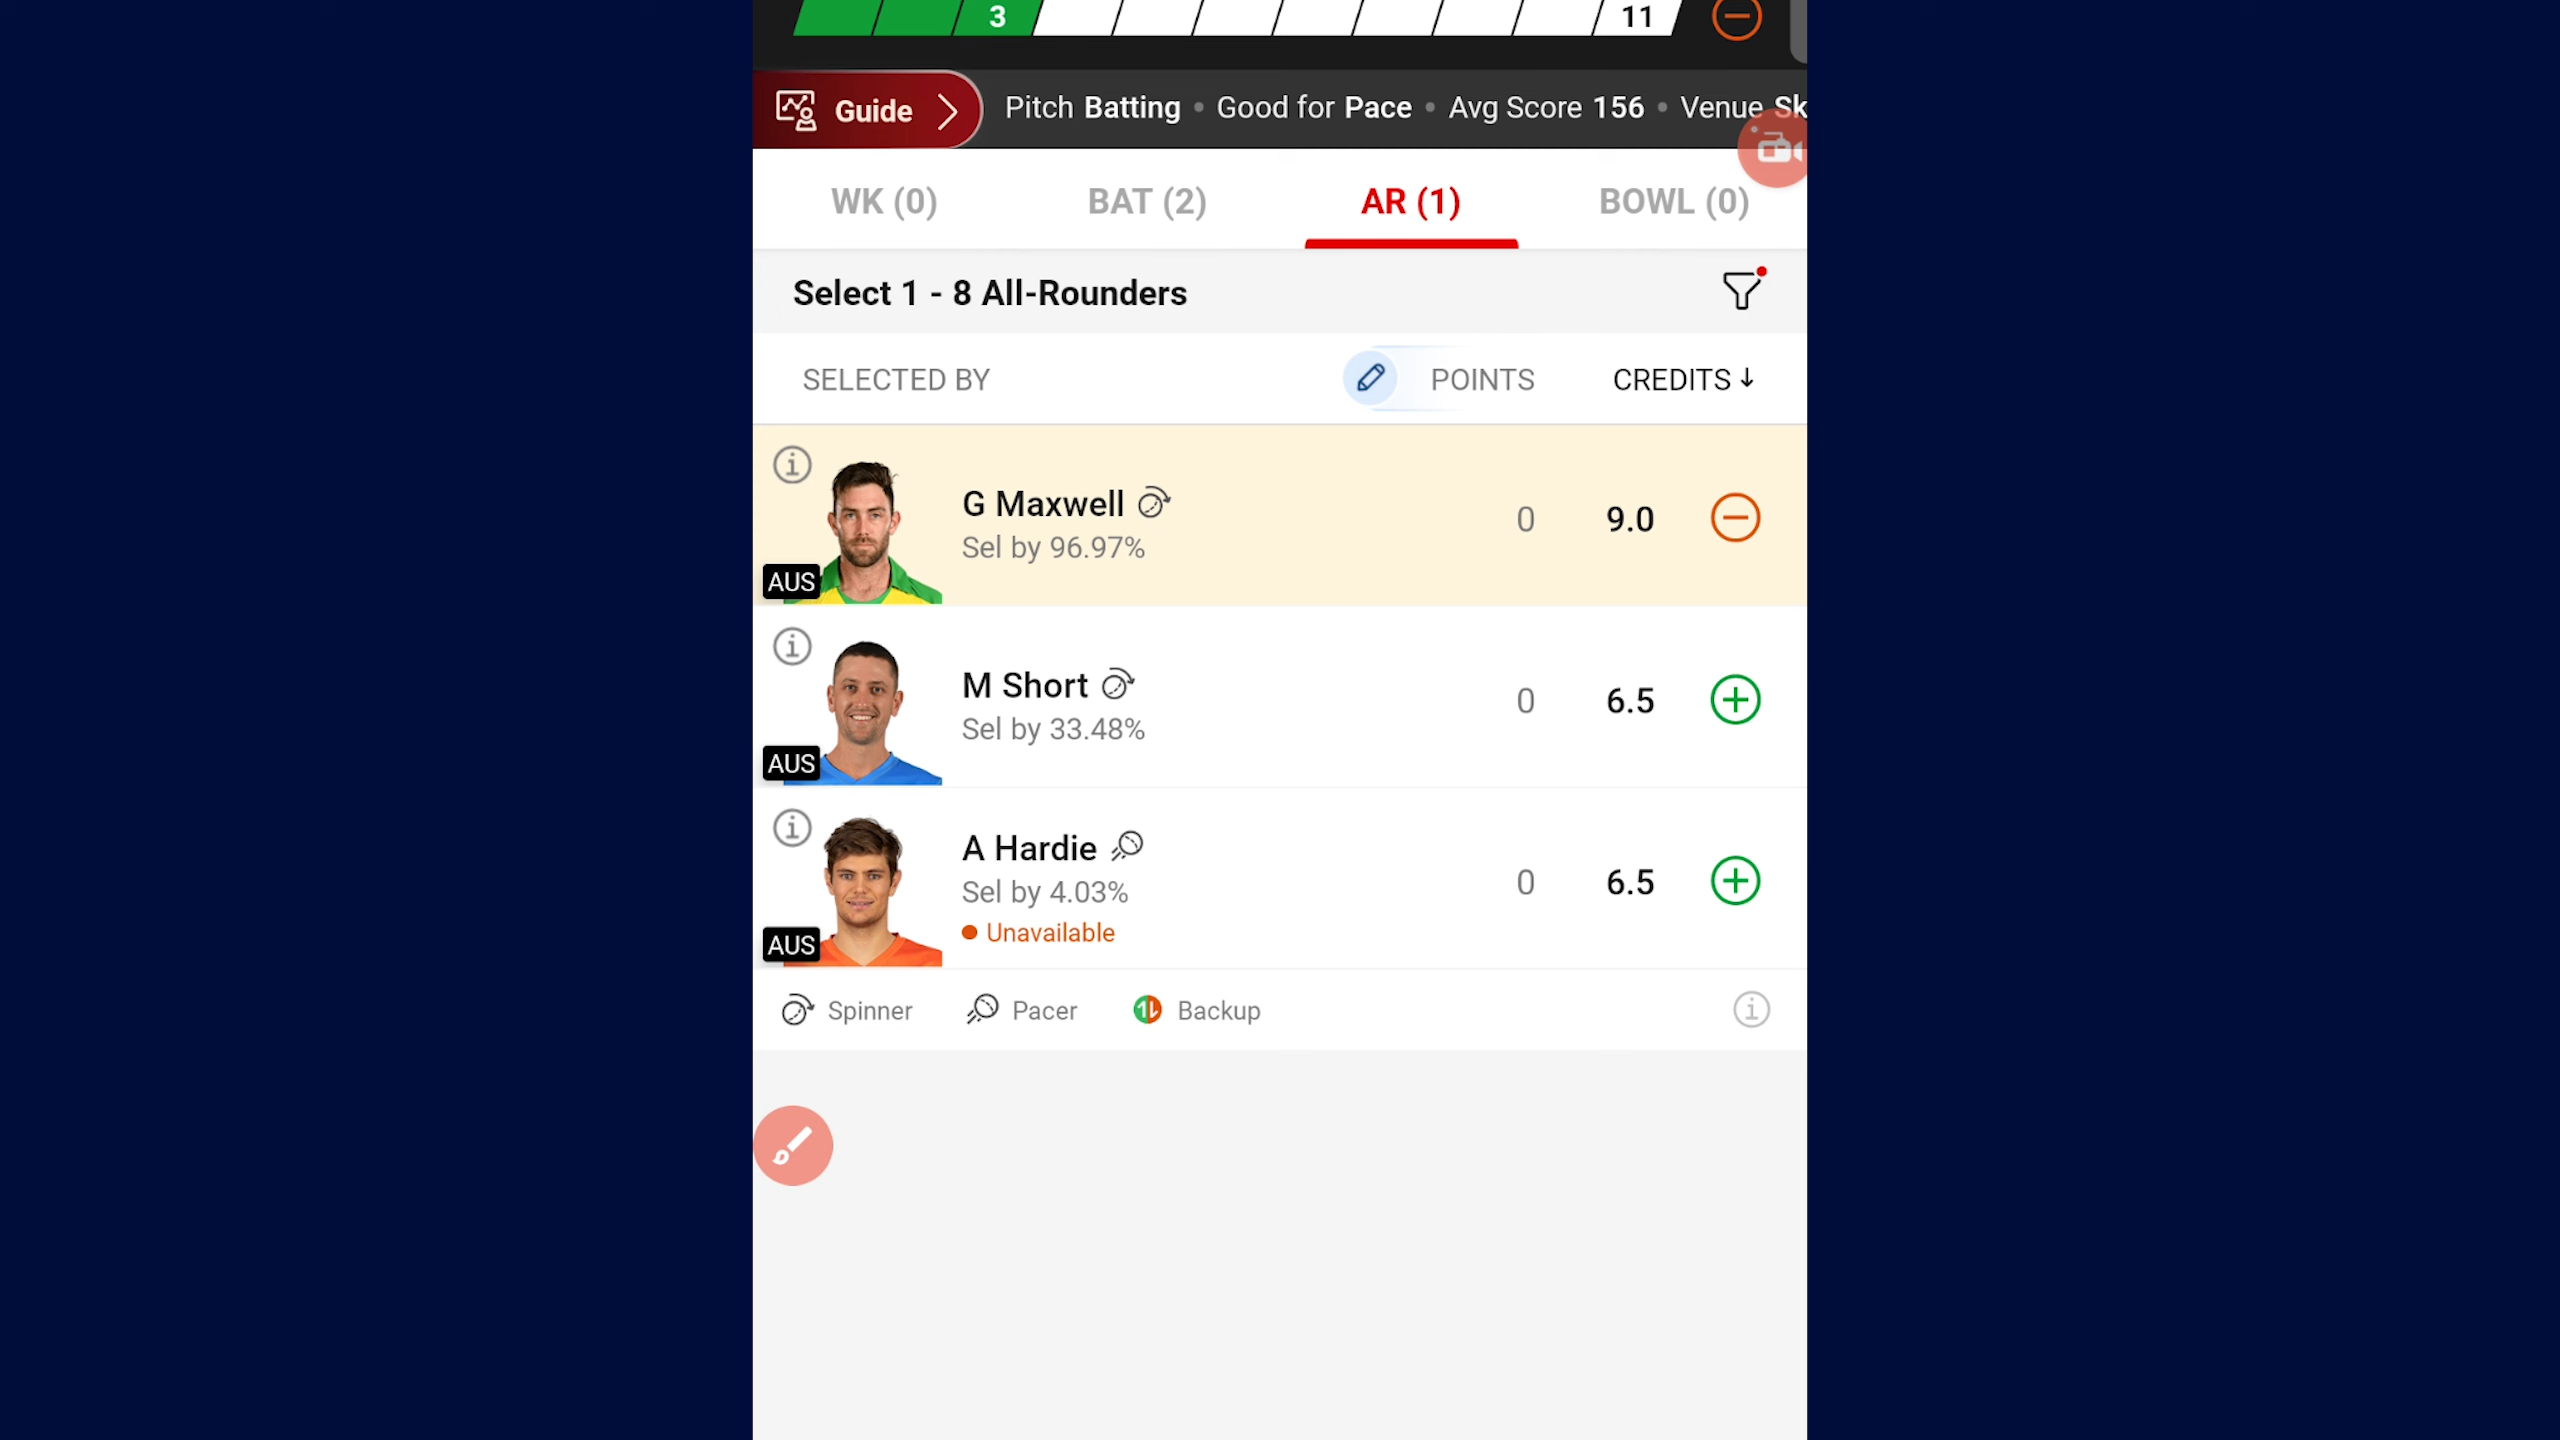 3 11
Guide Pitch Batting • Good for Pace • Avg Score 156 • Venue Sk
WK (0) BAT (2) AR (1) BOWL (0)
Select 1 - 8 All-Rounders
SELECTED BY POINTS CREDITS ↓
G Maxwell
Sel by 96.97%
0 9.0
AUS
M Short
Sel by 33.48%
0 6.5
AUS
A Hardie
Sel by 4.03%
0 6.5
• Unavailable
AUS
Spinner Pacer Backup